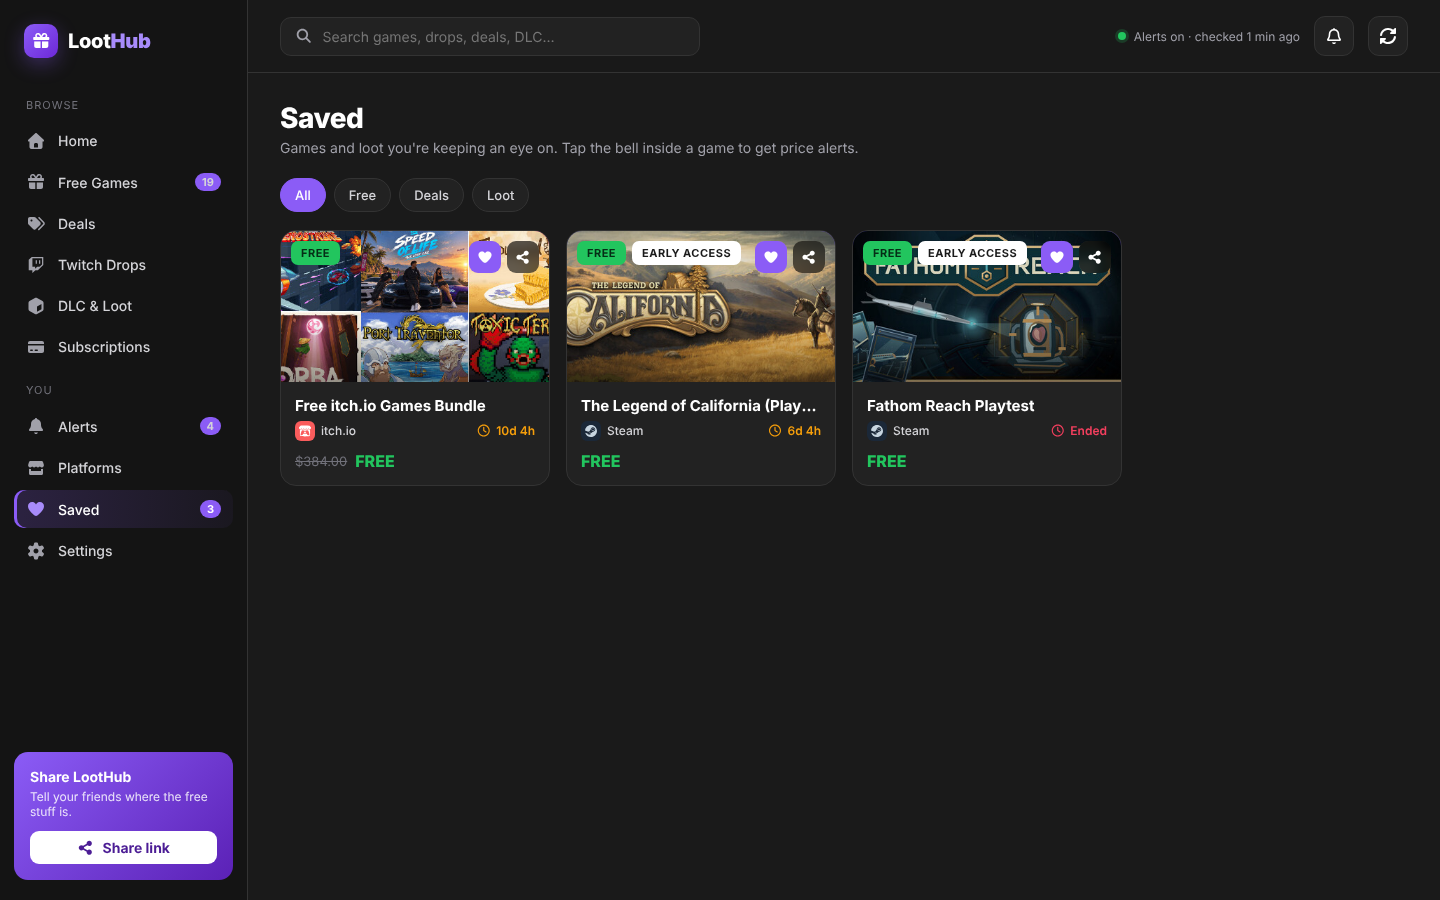 LootHub
Search games, drops, deals, DLC...
Alerts on · checked 1 min ago
BROWSE
Home
Free Games 19
Deals
Twitch Drops
DLC & Loot
Subscriptions
YOU
Alerts 4
Platforms
Saved 3
Settings
Share LootHub
Tell your friends where the free
stuff is.
Share link
Saved
Games and loot you're keeping an eye on. Tap the bell inside a game to get price alerts.
All Free Deals Loot
FREE
SPEED
OF LIFE
Port Traventor
Free itch.io Games Bundle
itch.io 10d 4h
$384.00 FREE
FREE EARLY ACCESS
THE LEGEND OF
CALIFORNIA
The Legend of California (Play...
Steam 6d 4h
FREE
FREE EARLY ACCESS
FATHOM
Fathom Reach Playtest
Steam Ended
FREE